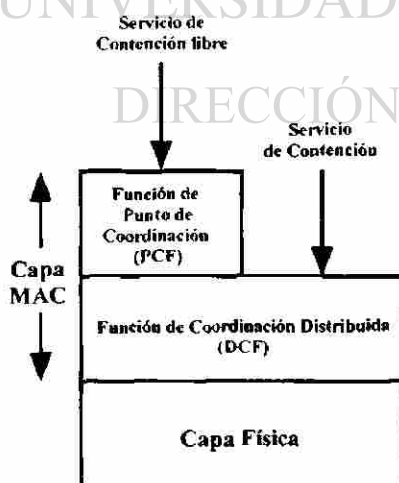 UNIVERSIDAD
Servicio de
Contención libre
DIRECCIÓN
Servicio
de Contención
Función de
Punto de
Coordinación
(PCF)
Capa
MAC
Función de Coordinación Distribuida
(DCF)
Capa Física